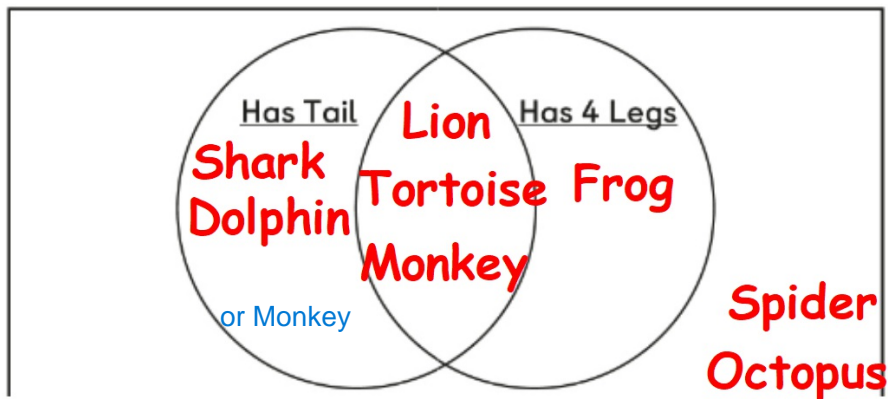 Has Tail
Shark
Dolphin
or Monkey
Lion
Tortoise
Monkey
Has 4 Legs
Frog
Spider
Octopus